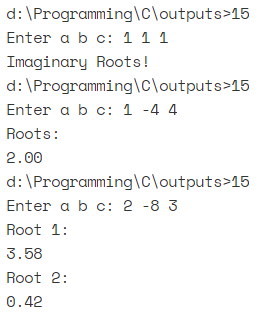 d:\Programming\C\outputs>15
Enter a b c: 1 1 1
Imaginary Roots!
d:\Programming\C\outputs>15
Enter a b c: 1 -4 4
Roots:
2.00
d:\Programming\C\outputs>15
Enter a b c: 2 -8 3
Root 1:
3.58
Root 2:
0.42